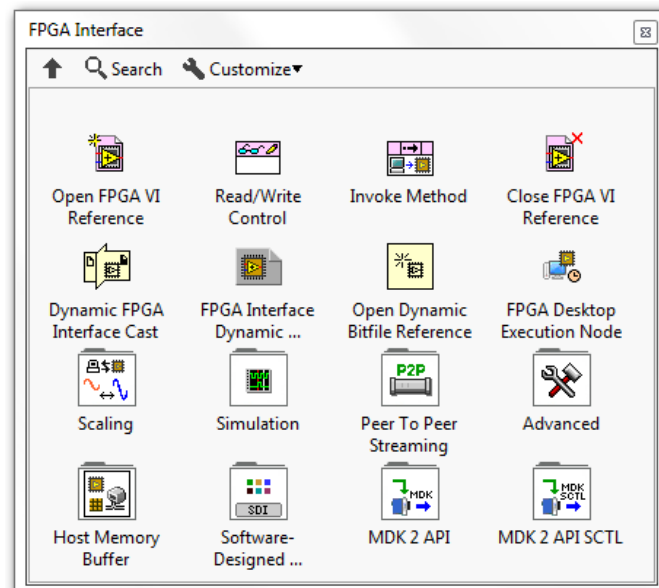 FPGA Interface
Search Customize▾
Open FPGA VI Read/Write Invoke Method Close FPGA VI
Reference Control Reference
Dynamic FPGA FPGA Interface Open Dynamic FPGA Desktop
Interface Cast Dynamic ... Bitfile Reference Execution Node
P2P
Scaling Simulation Peer To Peer Advanced
Streaming
SDI MDK MDK SCTL
Host Memory Software- MDK 2 API MDK 2 API SCTL
Buffer Designed ...